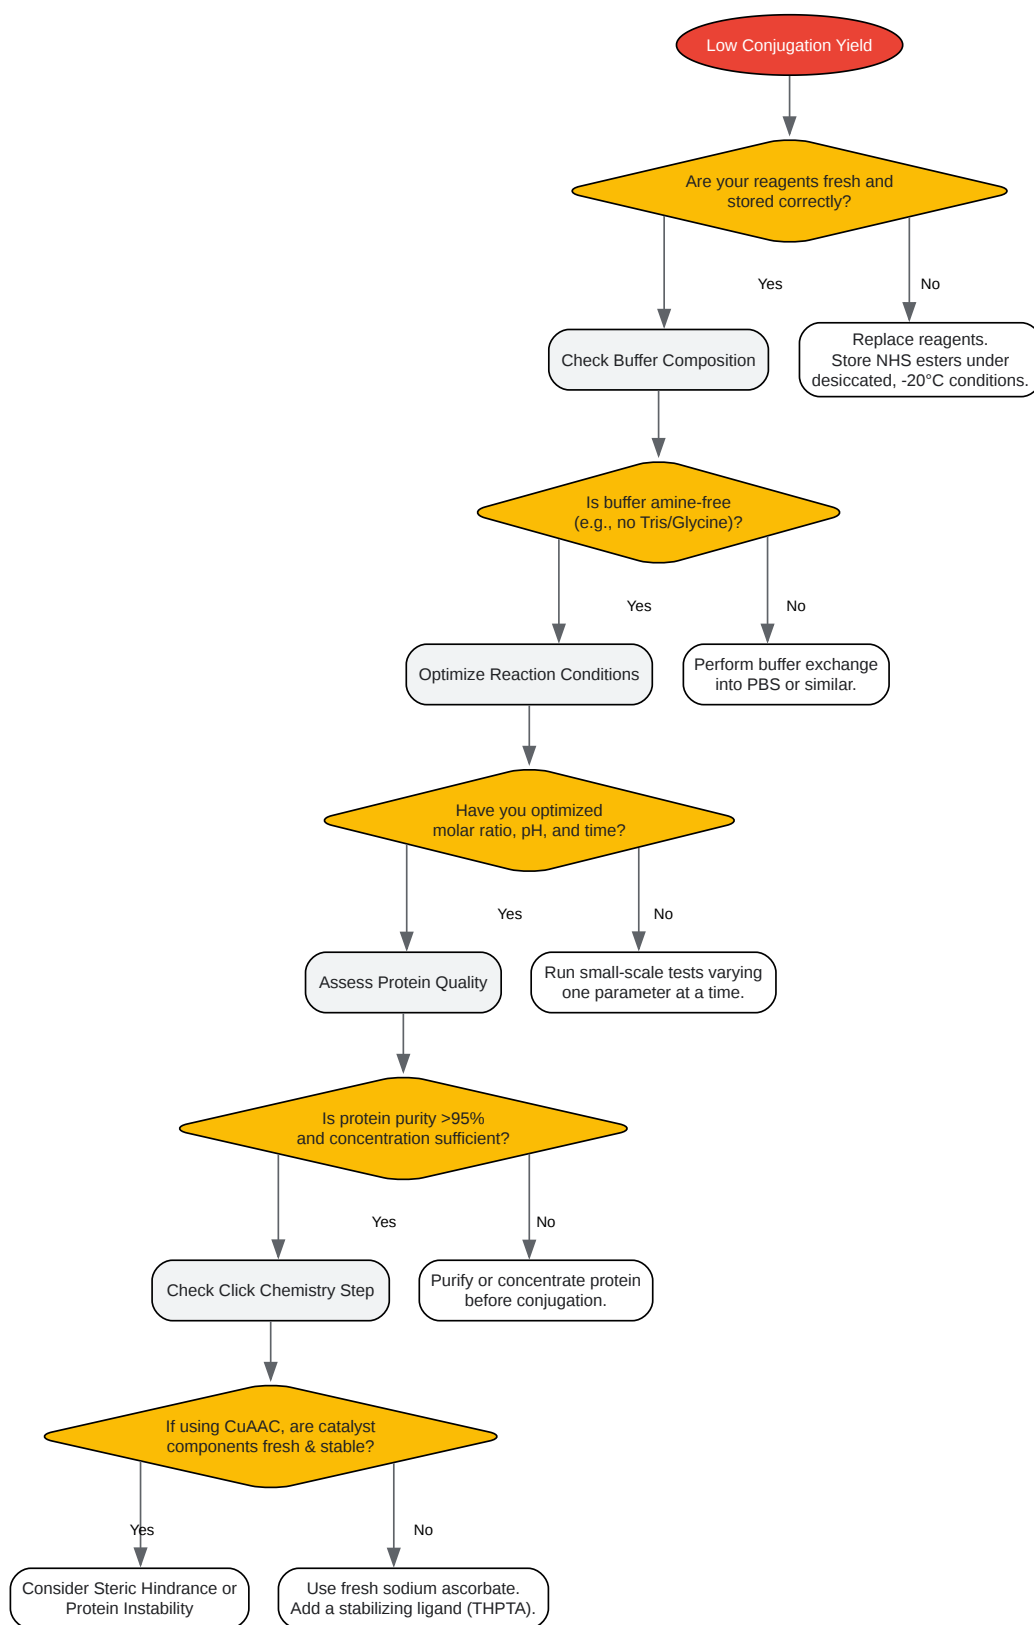 Low Conjugation Yield
Are your reagents fresh and
stored correctly?
Yes
No
Check Buffer Composition
Replace reagents.
Store NHS esters under
desiccated, -20°C conditions.
Is buffer amine-free
(e.g., no Tris/Glycine)?
Yes
No
Optimize Reaction Conditions
Perform buffer exchange
into PBS or similar.
Have you optimized
molar ratio, pH, and time?
Yes
No
Assess Protein Quality
Run small-scale tests varying
one parameter at a time.
Is protein purity >95%
and concentration sufficient?
Yes
No
Check Click Chemistry Step
Purify or concentrate protein
before conjugation.
If using CuAAC, are catalyst
components fresh & stable?
Yes
No
Consider Steric Hindrance or
Protein Instability
Use fresh sodium ascorbate.
Add a stabilizing ligand (THPTA).